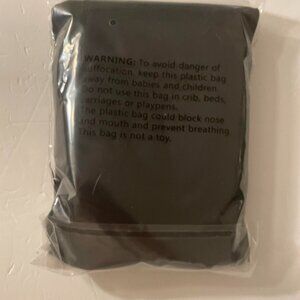 WARNING: To avoid danger of
suffocation, keep this plastic bag
away from babies and children.
Do not use this bag in crib, beds,
carriages or playpens.
The plastic bag could block nose
and mouth and prevent breathing.
This bag is not a toy.